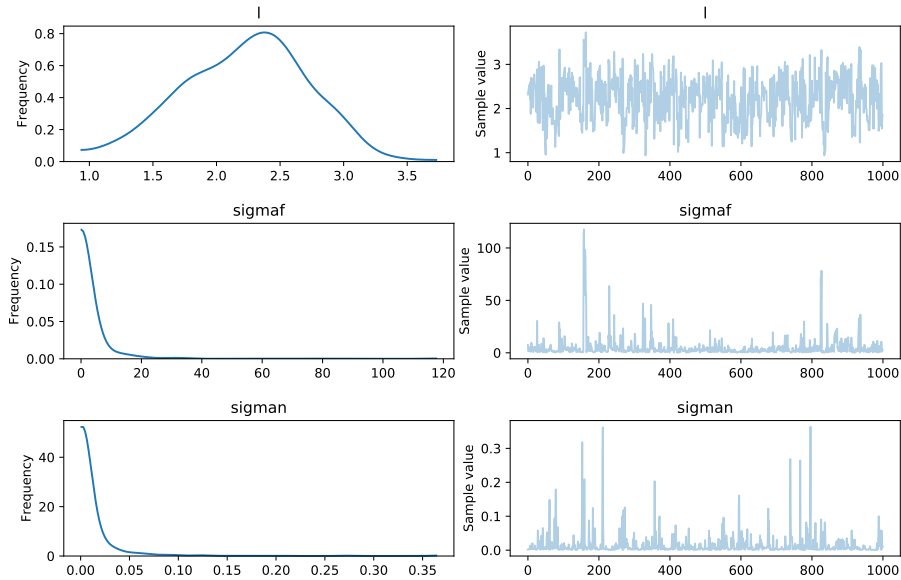 l
Frequency
0.0
0.2
0.4
0.6
0.8
1.0 1.5 2.0 2.5 3.0 3.5
l
Sample value
1
2
3
0 200 400 600 800 1000
sigmaf
Frequency
0.00
0.05
0.10
0.15
0 20 40 60 80 100 120
sigmaf
Sample value
0
50
100
0 200 400 600 800 1000
sigman
Frequency
0
20
40
0.00 0.05 0.10 0.15 0.20 0.25 0.30 0.35
sigman
Sample value
0.0
0.1
0.2
0.3
0 200 400 600 800 1000